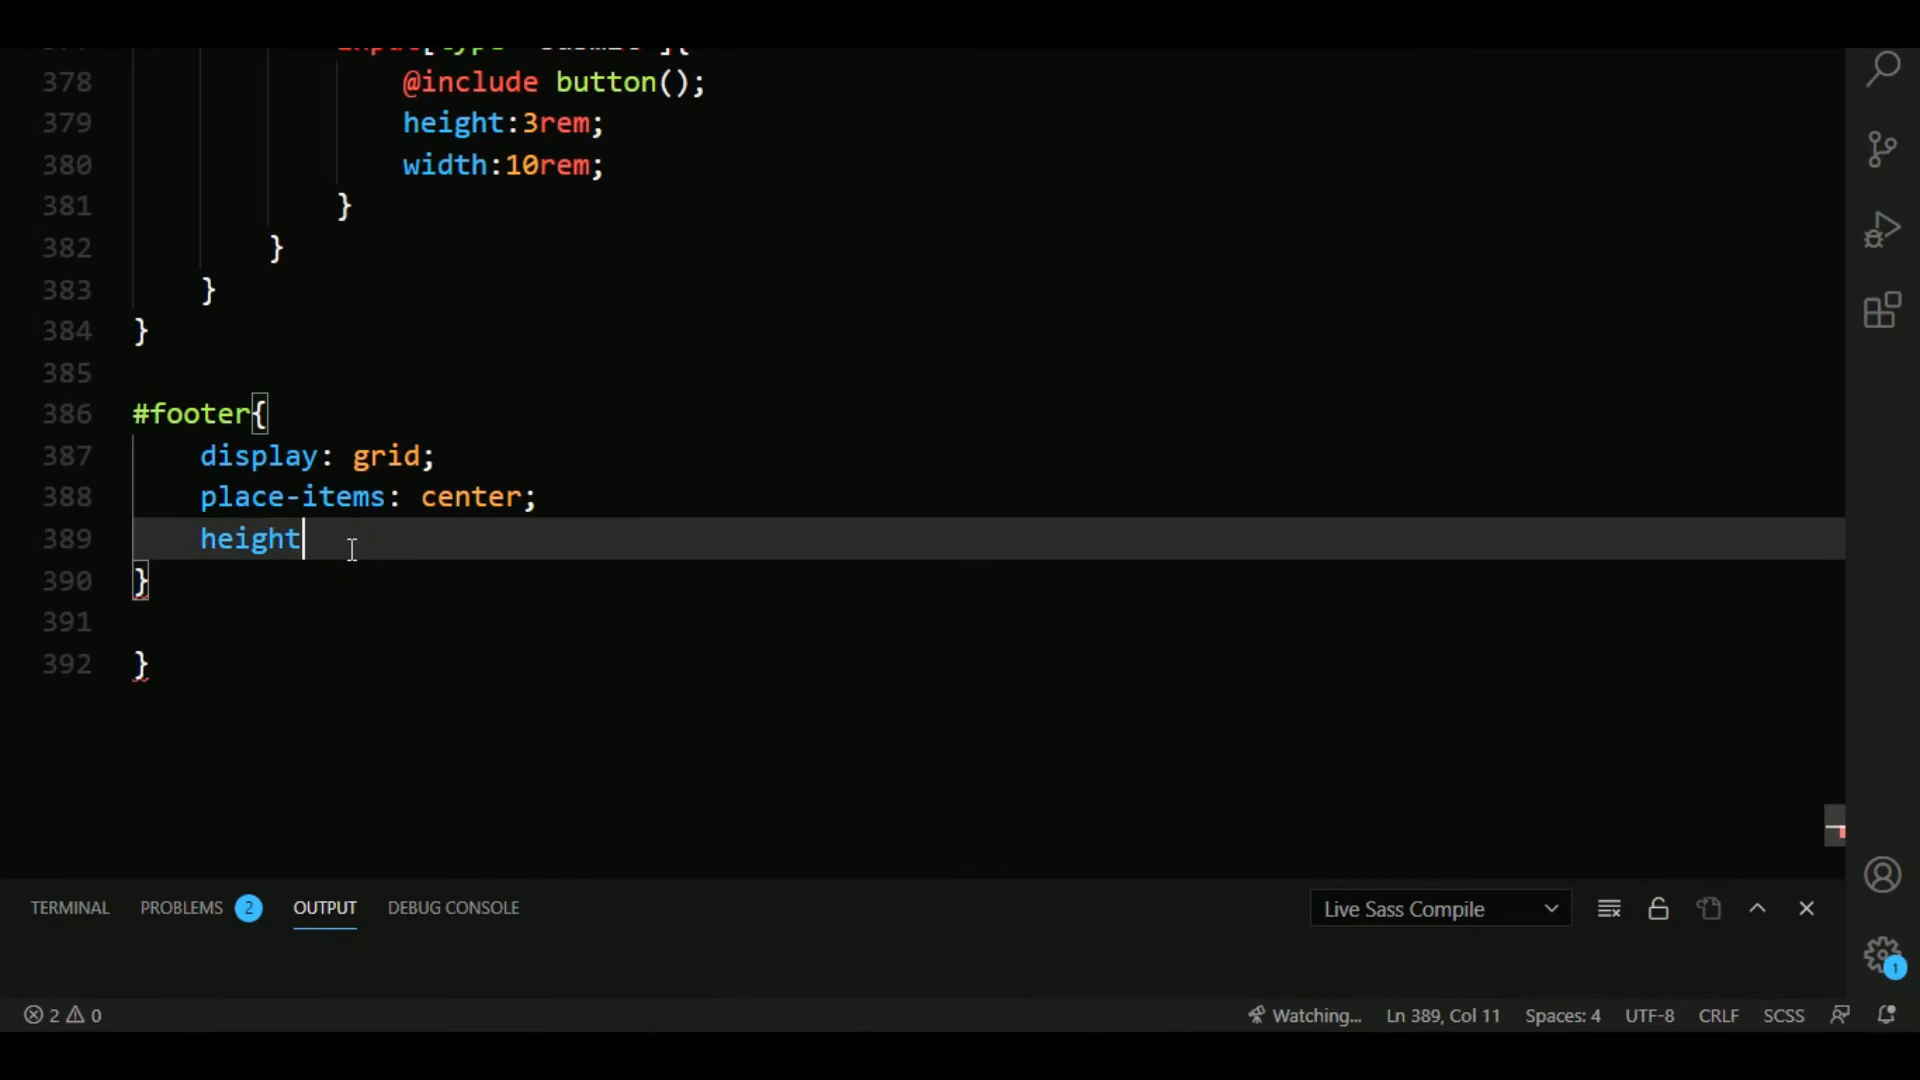 378 @include button();
379 height:3rem;
380 width:10rem;
381 }
382 }
383 }
384 }
385
386 #footer{
387 display: grid;
388 place-items: center;
389 height
390 }
391
392 }
TERMINAL PROBLEMS 2 OUTPUT DEBUG CONSOLE Live Sass Compile
1
2 0 Watching... Ln 389, Col 11 Spaces: 4 UTF-8 CRLF SCSS